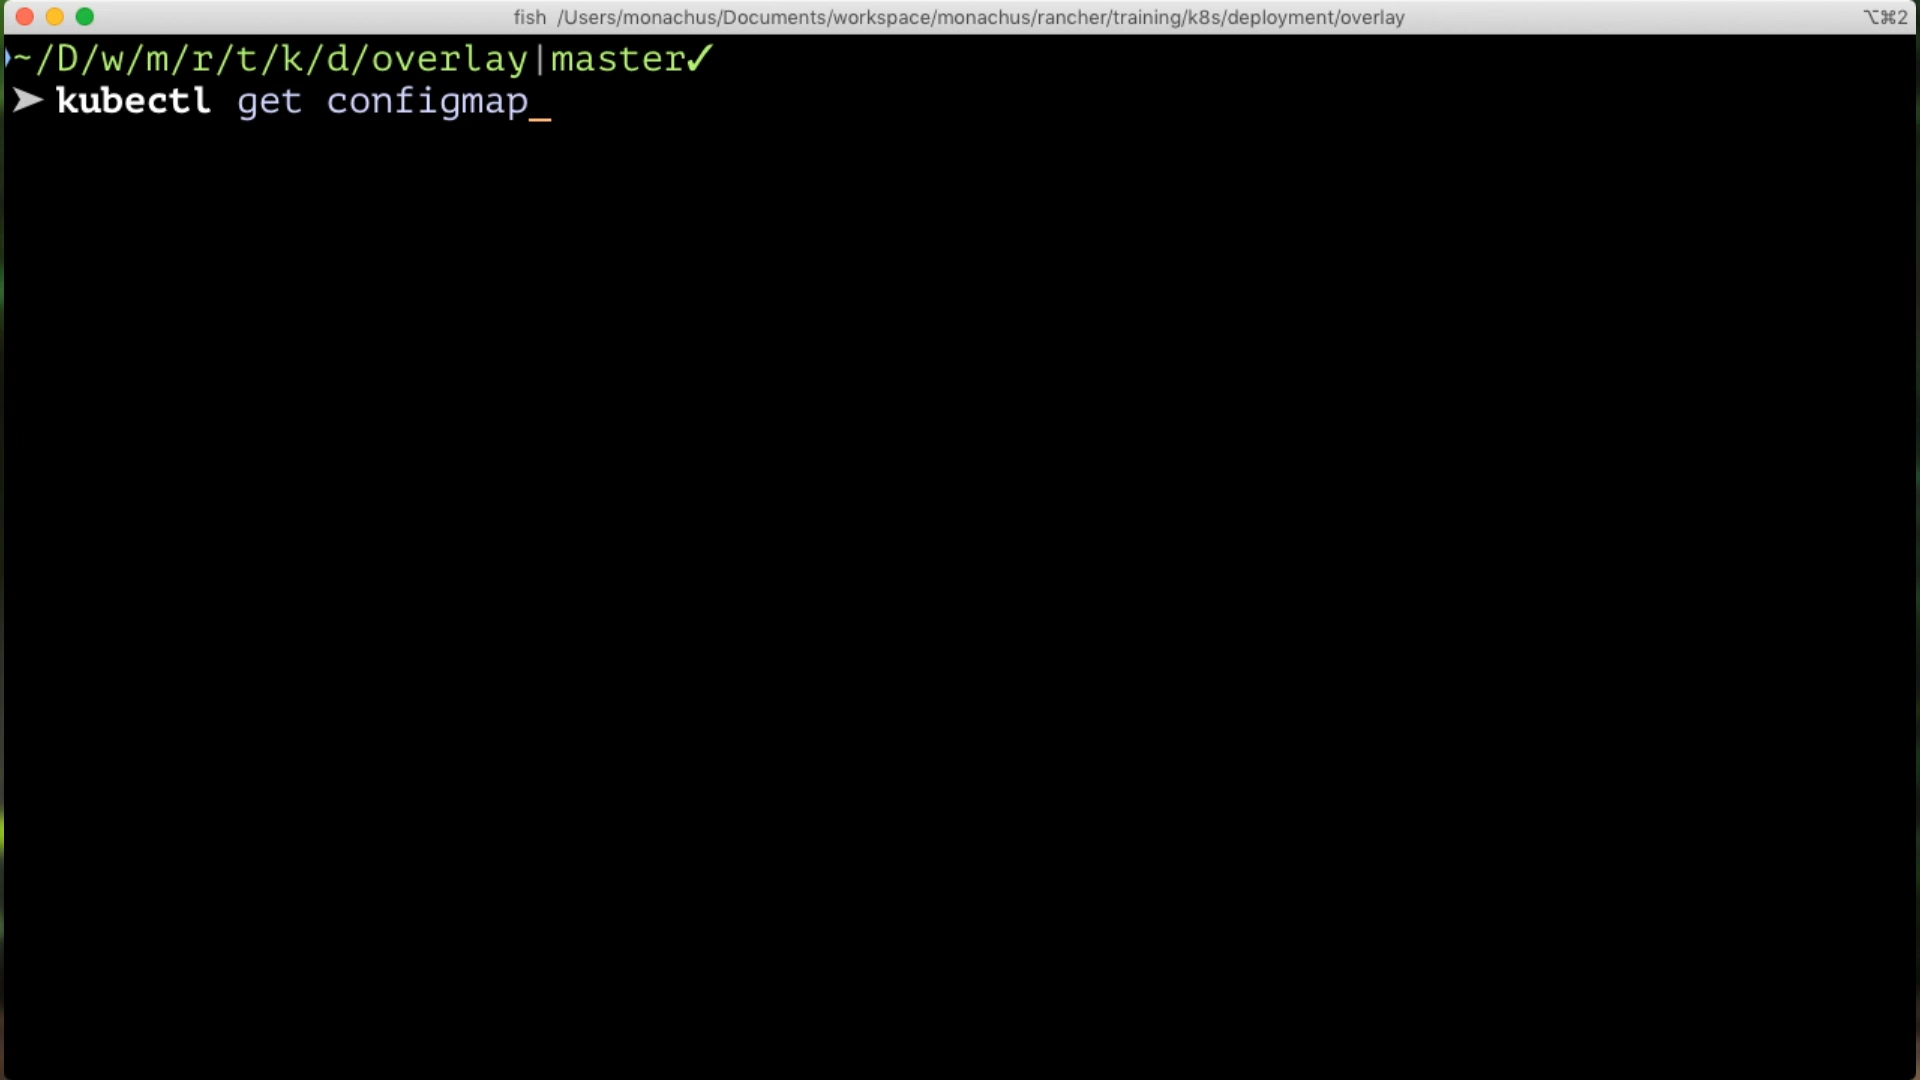 fish /Users/monachus/Documents/workspace/monachus/rancher/training/k8s/deployment/overlay
⌥⌘2
~/D/w/m/r/t/k/d/overlay|master✓
➤ kubectl get configmap_